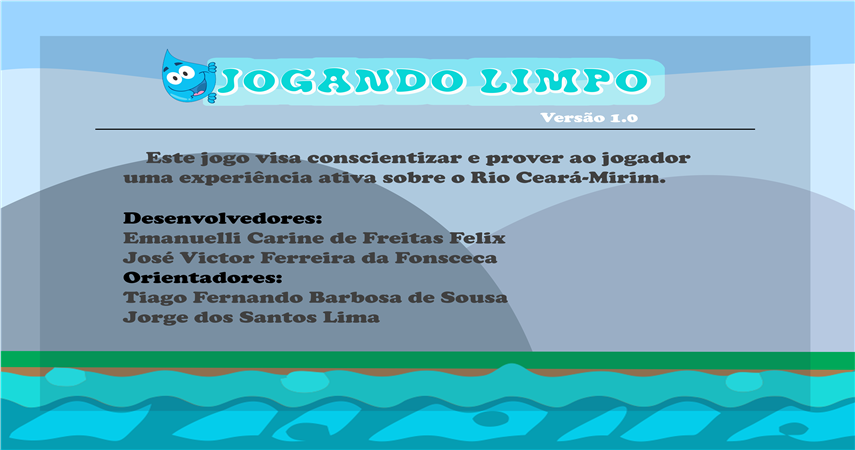 JOGANDO LIMPO
Versão 1.0
Este jogo visa conscientizar e prover ao jogador
uma experiência ativa sobre o Rio Ceará-Mirim.
Desenvolvedores:
Emanuelli Carine de Freitas Felix
José Victor Ferreira da Fonsceca
Orientadores:
Tiago Fernando Barbosa de Sousa
Jorge dos Santos Lima